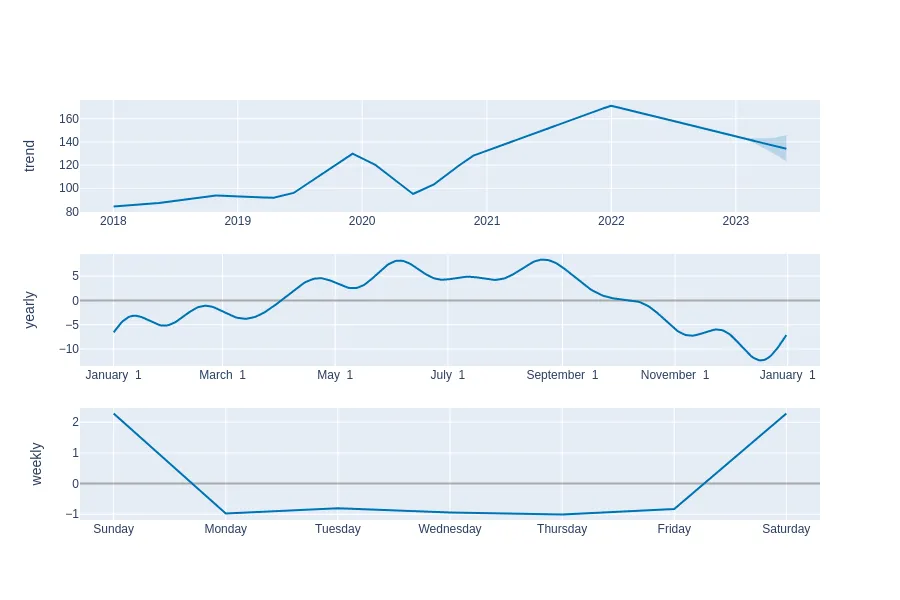 trend
160
140
120
100
80
2018 2019 2020 2021 2022 2023
yearly
5
0
−5
−10
January 1 March 1 May 1 July 1 September 1 November 1 January 1
weekly
2
1
0
−1
Sunday Monday Tuesday Wednesday Thursday Friday Saturday